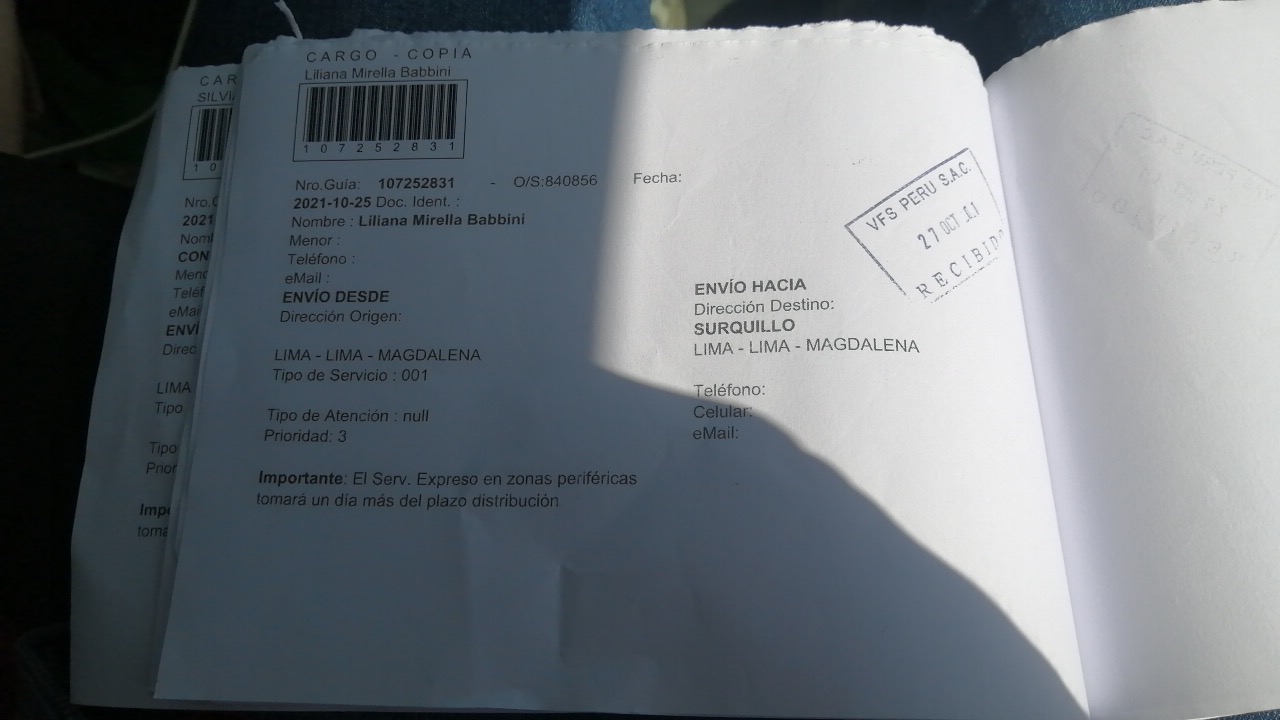 CARGO - COPIA
Liliana Mirella Babbini
107252831
Nro.Guía: 107252831 - O/S:840856 Fecha:
2021-10-25 Doc. Ident. :
Nombre : Liliana Mirella Babbini
Menor :
Teléfono :
eMail :
ENVÍO DESDE
Dirección Origen:
LIMA - LIMA - MAGDALENA
Tipo de Servicio : 001
Tipo de Atención : null
Prioridad: 3
Importante: El Serv. Expreso en zonas periféricas
tomará un día más del plazo distribución
ENVÍO HACIA
Dirección Destino:
SURQUILLO
LIMA - LIMA - MAGDALENA
Teléfono:
Celular:
eMail:
VFS PERU S.A.C.
27 OCT
RECIBIDO
CAR
SILVI
10
Nro.G
2021
Nomb
CON
Meno
Teléf
eMai
ENVÍ
Direc
LIMA
Tipo
Tipo
Prior
Impo
toma